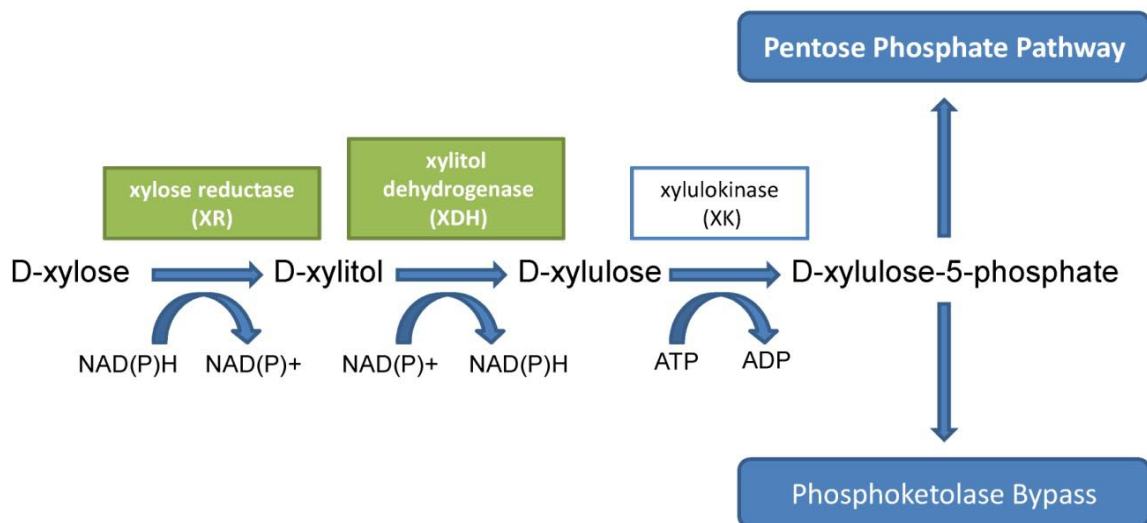 Pentose Phosphate Pathway
xylose reductase
(XR)
xylitol
dehydrogenase
(XDH)
xylulokinase
(XK)
D-xylose
D-xylitol
D-xylulose
D-xylulose-5-phosphate
NAD(P)H
NAD(P)+
NAD(P)+
NAD(P)H
ATP
ADP
Phosphoketolase Bypass